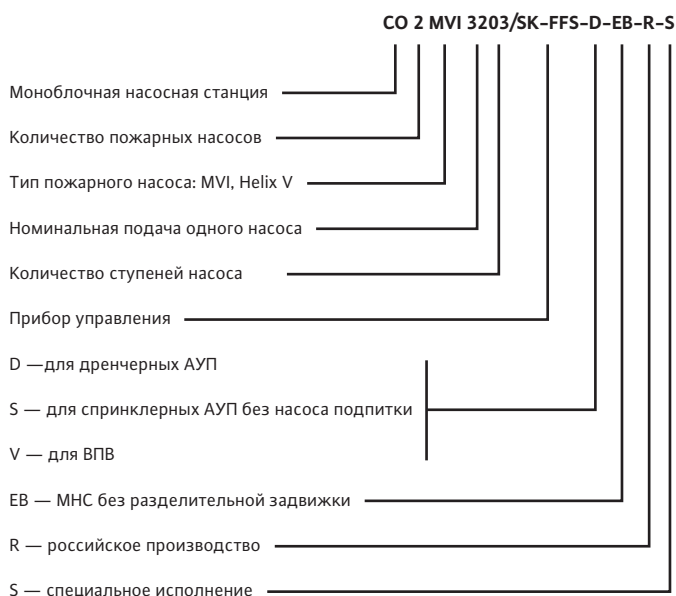 CO 2 MVI 3203/SK-FFS-D-EB-R-S
Моноблочная насосная станция
Количество пожарных насосов
Тип пожарного насоса: MVI, Helix V
Номинальная подача одного насоса
Количество ступеней насоса
Прибор управления
D —для дренчерных АУП
S — для спринклерных АУП без насоса подпитки
V — для ВПВ
EB — МНС без разделительной задвижки
R — российское производство
S — специальное исполнение